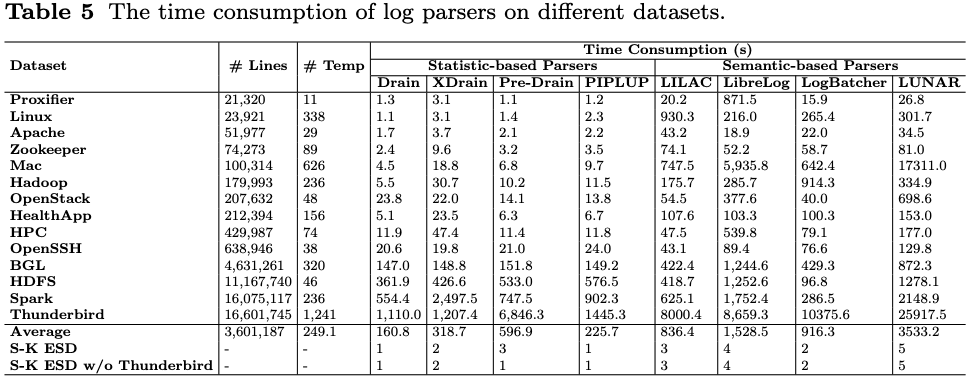 Table 5 The time consumption of log parsers on different datasets.
Time Consumption (s)
Dataset # Lines # Temp Statistic-based Parsers Semantic-based Parsers
Drain XDrain Pre-Drain PIPLUP LILAC LibreLog LogBatcher LUNAR
Proxifier 21,320 11 1.3 3.1 1.1 1.2 20.2 871.5 15.9 26.8
Linux 23,921 338 1.1 3.1 1.4 2.3 930.3 216.0 265.4 301.7
Apache 51,977 29 1.7 3.7 2.1 2.2 43.2 18.9 22.0 34.5
Zookeeper 74,273 89 2.4 9.6 3.2 3.5 74.1 52.2 58.7 81.0
Mac 100,314 626 4.5 18.8 6.8 9.7 747.5 5,935.8 642.4 17311.0
Hadoop 179,993 236 5.5 30.7 10.2 11.5 175.7 285.7 914.3 334.9
OpenStack 207,632 48 23.8 22.0 14.1 13.8 54.5 377.6 40.0 698.6
HealthApp 212,394 156 5.1 23.5 6.3 6.7 107.6 103.3 100.3 153.0
HPC 429,987 74 11.9 47.4 11.4 11.8 47.5 539.8 79.1 177.0
OpenSSH 638,946 38 20.6 19.8 21.0 24.0 43.1 89.4 76.6 129.8
BGL 4,631,261 320 147.0 148.8 151.8 149.2 422.4 1,244.6 429.3 872.3
HDFS 11,167,740 46 361.9 426.6 533.0 576.5 418.7 1,252.6 96.8 1278.1
Spark 16,075,117 236 554.4 2,497.5 747.5 902.3 625.1 1,752.4 286.5 2148.9
Thunderbird 16,601,745 1,241 1,110.0 1,207.4 6,846.3 1445.3 8000.4 8,659.3 10375.6 25917.5
Average 3,601,187 249.1 160.8 318.7 596.9 225.7 836.4 1,528.5 916.3 3533.2
S-K ESD - - 1 2 3 1 3 4 2 5
S-K ESD w/o Thunderbird - - 1 2 1 1 3 4 2 5